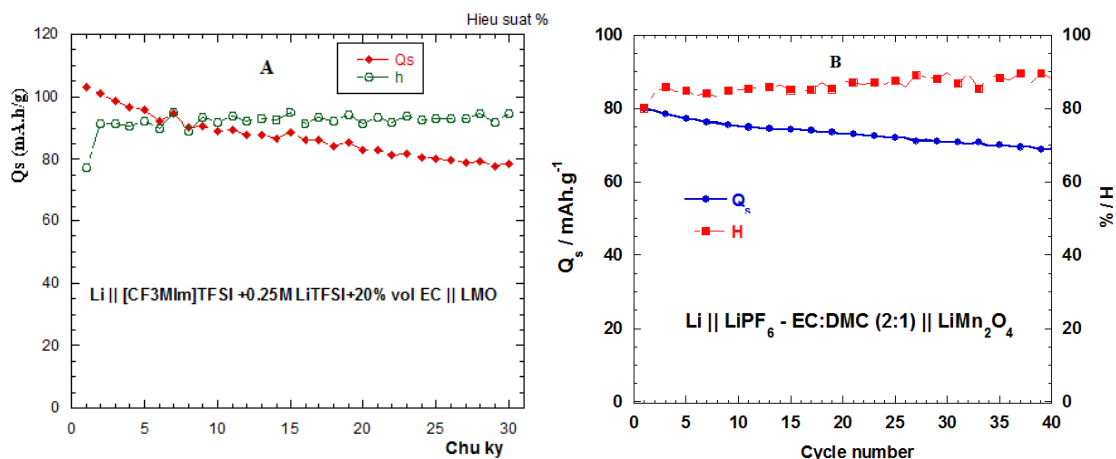 Hieu suat %
120
100
80
60
40
20
0
Qs (mA.h/g)
A
Qs
h
Li || [CF3MIm]TFSI +0.25M LiTFSI+20% vol EC || LMO
0 5 10 15 20 25 30
Chu ky
100
80
60
40
20
0
Q_s / mAh.g⁻¹
B
Q_s
H
Li || LiPF₆ - EC:DMC (2:1) || LiMn₂O₄
0 5 10 15 20 25 30 35 40
Cycle number
100
80
60
40
20
0
H / %